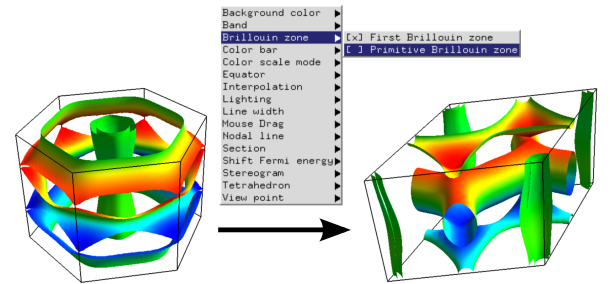 Background color
Band
Brillouin zone
[x] First Brillouin zone
[ ] Primitive Brillouin zone
Color bar
Color scale mode
Equator
Interpolation
Lighting
Line width
Mouse Drag
Nodal line
Section
Shift Fermi energy
Stereogram
Tetrahedron
View point